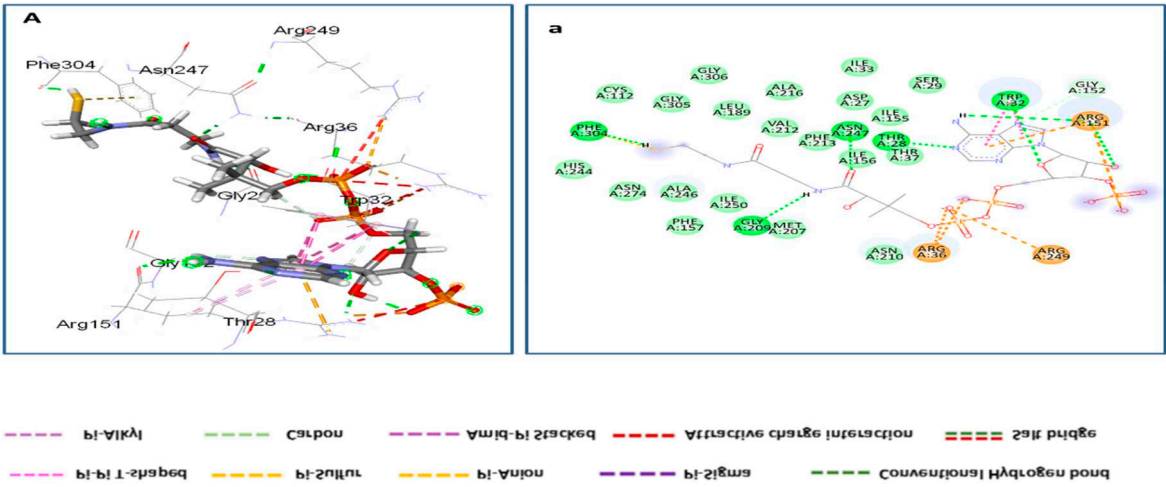 A
Arg249
Phe304
Asn247
Arg36
Trp32
Arg151
Thr28
a
CYS A:112
GLY A:306
GLY A:305
LEU A:189
ALA A:216
ILE A:33
ASP A:27
SER A:29
ILE A:155
TRP A:32
GLY A:152
ARG A:151
PHE A:304
VAL A:212
PHE A:213
ASN A:247
THR A:28
THR A:37
ILE A:156
HIS A:244
ASN A:274
ALA A:246
ILE A:250
PHE A:157
GLY A:209
MET A:207
ASN A:210
ARG A:36
ARG A:249
H
H
H
Pi-Alkyl Carbon Amid-Pi Stacked Attractive charge interaction Salt bridge
Pi-Pi T-shaped Pi-Sulfur Pi-Anion Pi-Sigma Conventional Hydrogen bond